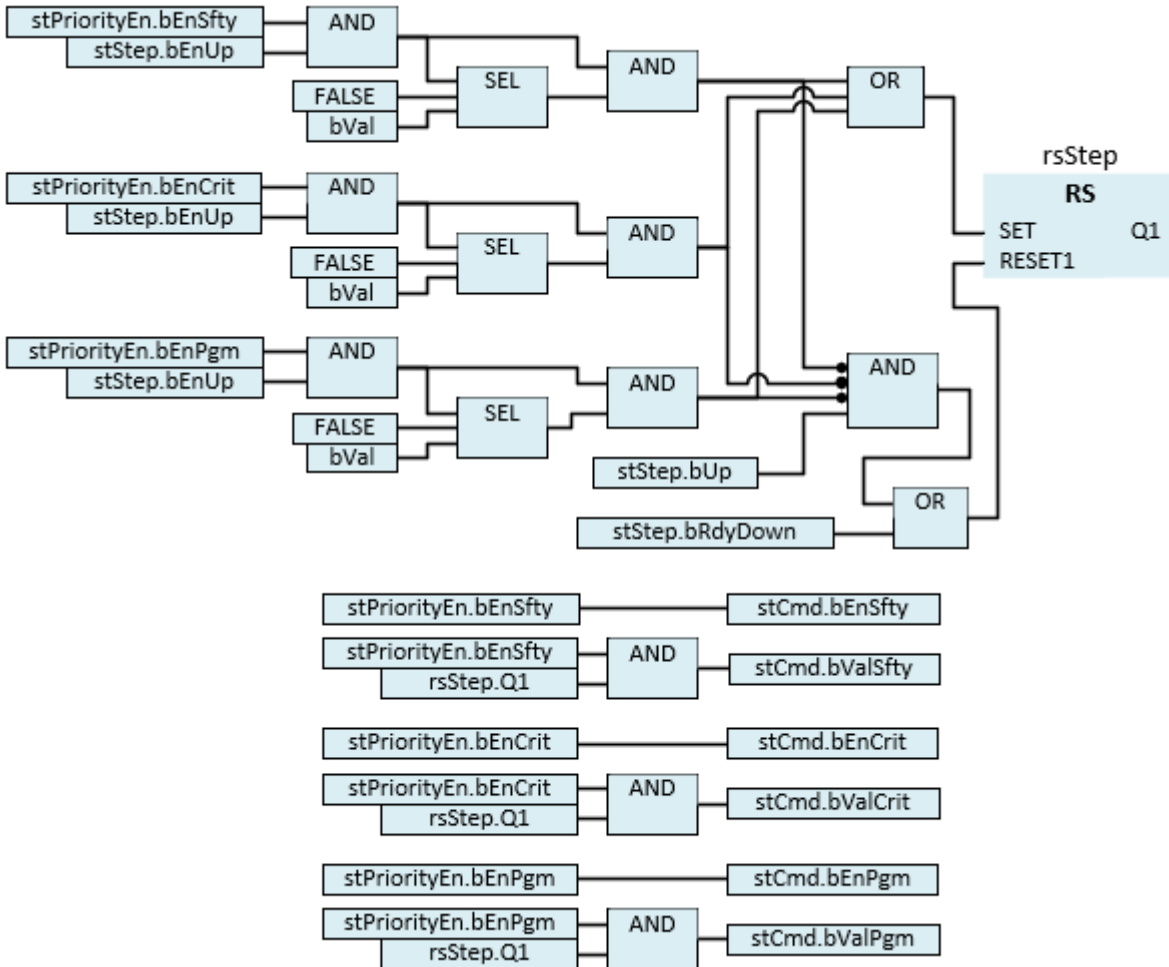 stPriorityEn.bEnSfty
stStep.bEnUp
AND
FALSE
bVal
SEL
AND
OR
rsStep
RS
SET Q1
RESET1
stPriorityEn.bEnCrit
stStep.bEnUp
AND
FALSE
bVal
SEL
AND
stPriorityEn.bEnPgm
stStep.bEnUp
AND
FALSE
bVal
SEL
AND
AND
stStep.bUp
OR
stStep.bRdyDown
stPriorityEn.bEnSfty
stCmd.bEnSfty
stPriorityEn.bEnSfty
rsStep.Q1
AND
stCmd.bValSfty
stPriorityEn.bEnCrit
stCmd.bEnCrit
stPriorityEn.bEnCrit
rsStep.Q1
AND
stCmd.bValCrit
stPriorityEn.bEnPgm
stCmd.bEnPgm
stPriorityEn.bEnPgm
rsStep.Q1
AND
stCmd.bValPgm